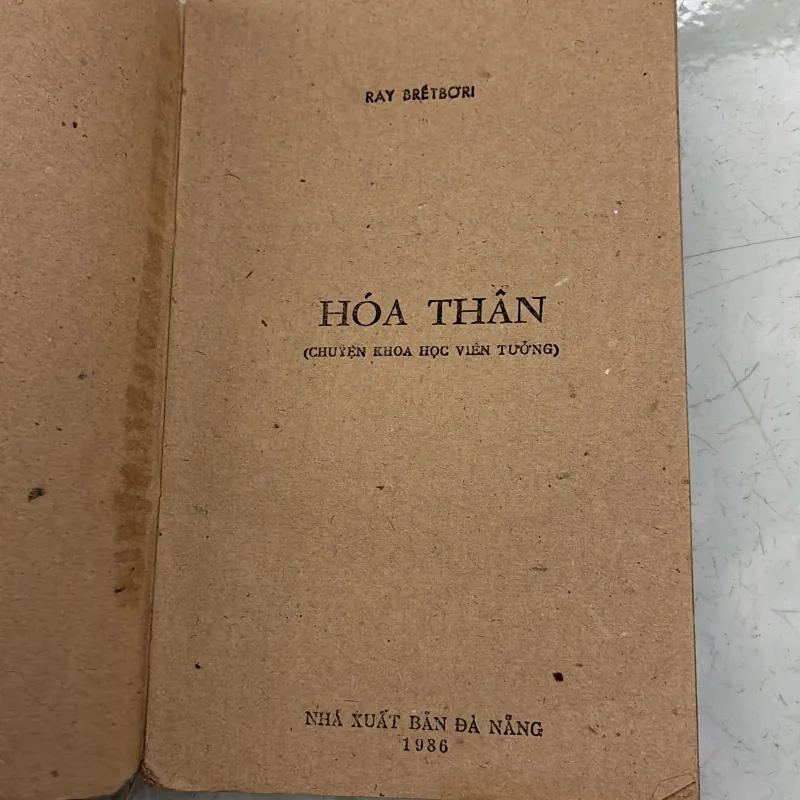 RAY BRÉTBƠRI
HÓA THÂN
(CHUYỆN KHOA HỌC VIỄN TƯỞNG)
NHÀ XUẤT BẢN ĐÀ NẴNG
1986